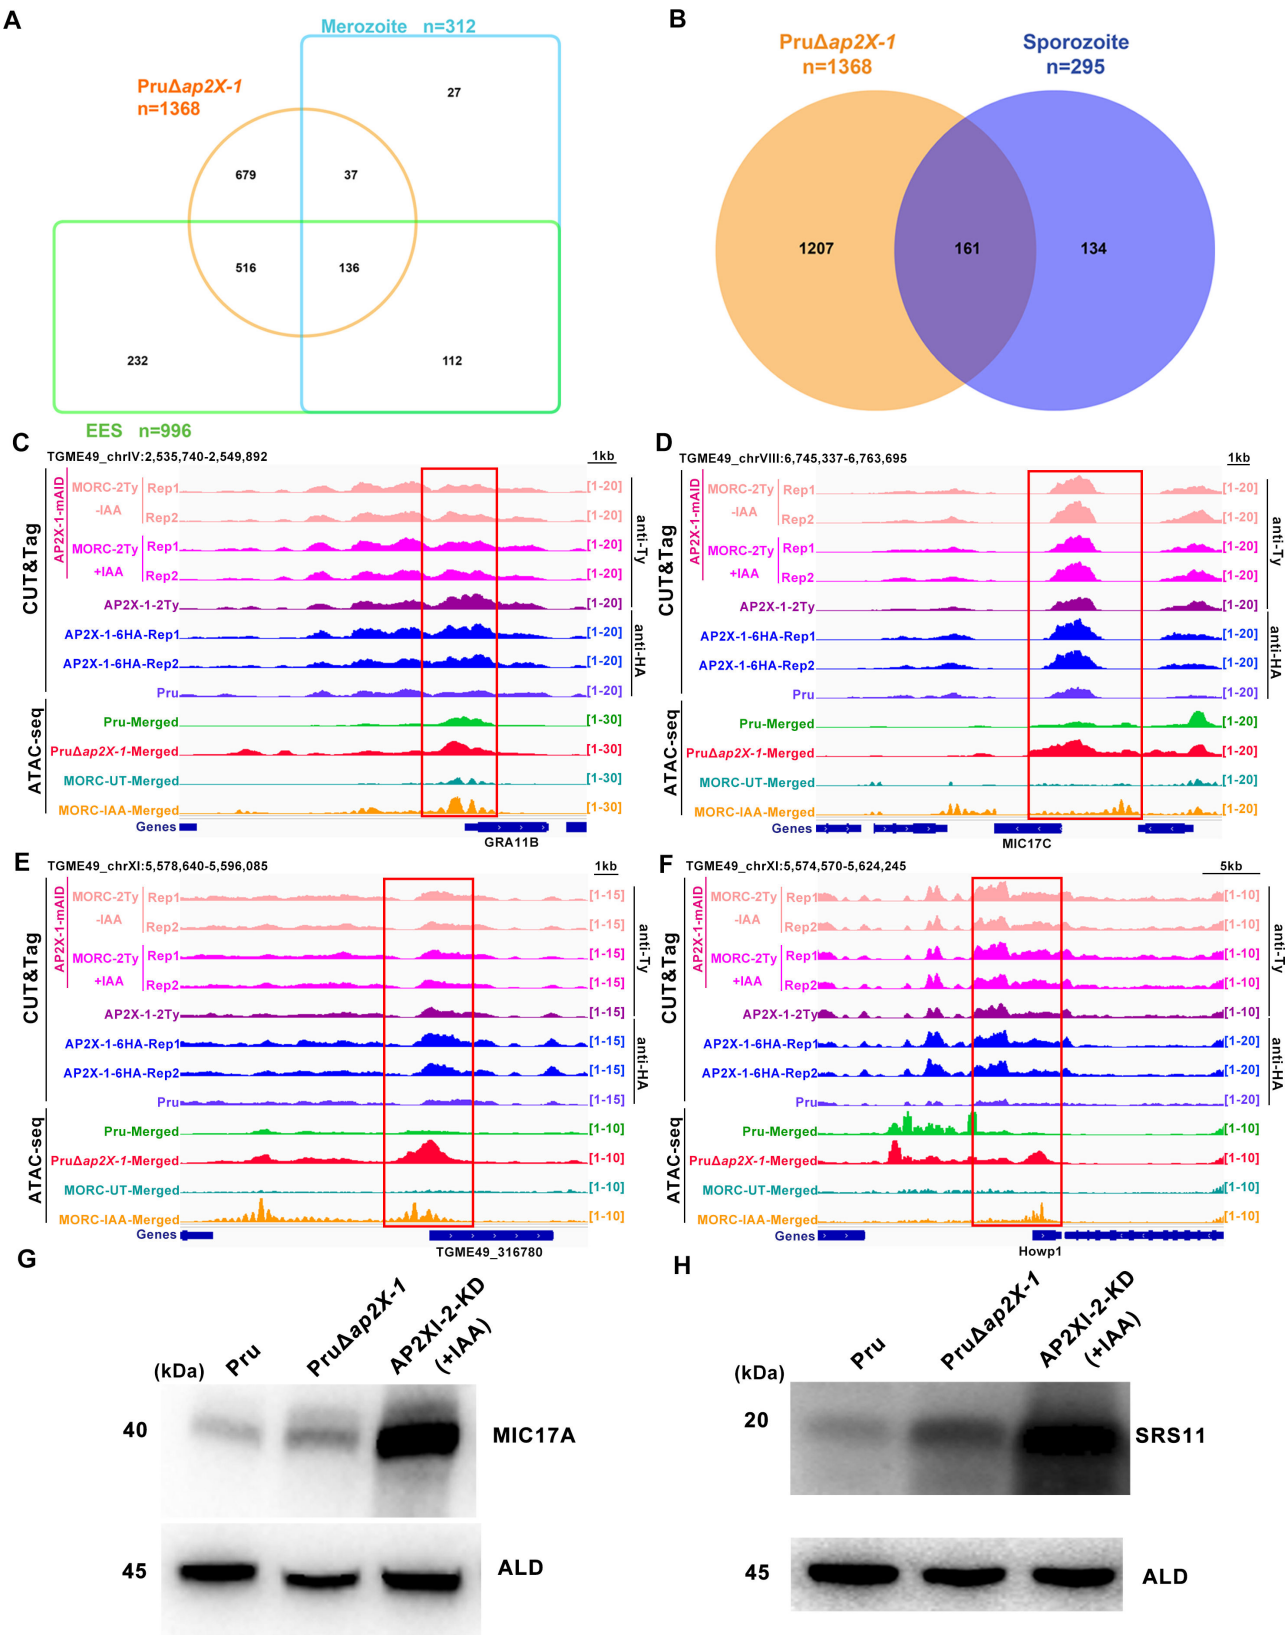 A
Merozoite n=312
PruΔap2X-1
n=1368
27
679
37
516
136
232
112
EES n=996
B
PruΔap2X-1
n=1368
Sporozoite
n=295
1207
161
134
C
TGME49_chrIV:2,535,740-2,549,892
1kb
CUT&Tag
AP2X-1-mAID
MORC-2Ty
-IAA
Rep1
[1-20]
Rep2
[1-20]
MORC-2Ty
+IAA
Rep1
[1-20]
Rep2
[1-20]
AP2X-1-2Ty
[1-20]
anti-Ty
AP2X-1-6HA-Rep1
[1-20]
AP2X-1-6HA-Rep2
[1-20]
Pru
[1-20]
anti-HA
ATAC-seq
Pru-Merged
[1-30]
PruΔap2X-1-Merged
[1-30]
MORC-UT-Merged
[1-30]
MORC-IAA-Merged
[1-30]
Genes
GRA11B
D
TGME49_chrVIII:6,745,337-6,763,695
1kb
CUT&Tag
AP2X-1-mAID
MORC-2Ty
-IAA
Rep1
[1-20]
Rep2
[1-20]
MORC-2Ty
+IAA
Rep1
[1-20]
Rep2
[1-20]
AP2X-1-2Ty
[1-20]
anti-Ty
AP2X-1-6HA-Rep1
[1-20]
AP2X-1-6HA-Rep2
[1-20]
Pru
[1-20]
anti-HA
ATAC-seq
Pru-Merged
[1-20]
PruΔap2X-1-Merged
[1-20]
MORC-UT-Merged
[1-20]
MORC-IAA-Merged
[1-20]
Genes
MIC17C
E
TGME49_chrXI:5,578,640-5,596,085
1kb
CUT&Tag
AP2X-1-mAID
MORC-2Ty
-IAA
Rep1
[1-15]
Rep2
[1-15]
MORC-2Ty
+IAA
Rep1
[1-15]
Rep2
[1-15]
AP2X-1-2Ty
[1-15]
anti-Ty
AP2X-1-6HA-Rep1
[1-15]
AP2X-1-6HA-Rep2
[1-15]
Pru
[1-15]
anti-HA
ATAC-seq
Pru-Merged
[1-10]
PruΔap2X-1-Merged
[1-10]
MORC-UT-Merged
[1-10]
MORC-IAA-Merged
[1-10]
Genes
TGME49_316780
F
TGME49_chrXI:5,574,570-5,624,245
5kb
CUT&Tag
AP2X-1-mAID
MORC-2Ty
-IAA
Rep1
[1-10]
Rep2
[1-10]
MORC-2Ty
+IAA
Rep1
[1-10]
Rep2
[1-10]
AP2X-1-2Ty
[1-10]
anti-Ty
AP2X-1-6HA-Rep1
[1-20]
AP2X-1-6HA-Rep2
[1-20]
Pru
[1-20]
anti-HA
ATAC-seq
Pru-Merged
[1-10]
PruΔap2X-1-Merged
[1-10]
MORC-UT-Merged
[1-10]
MORC-IAA-Merged
[1-10]
Genes
Howp1
G
(kDa)
Pru
PruΔap2X-1
AP2XI-2-KD
(+IAA)
40
MIC17A
45
ALD
H
(kDa)
Pru
PruΔap2X-1
AP2XI-2-KD
(+IAA)
20
SRS11
45
ALD